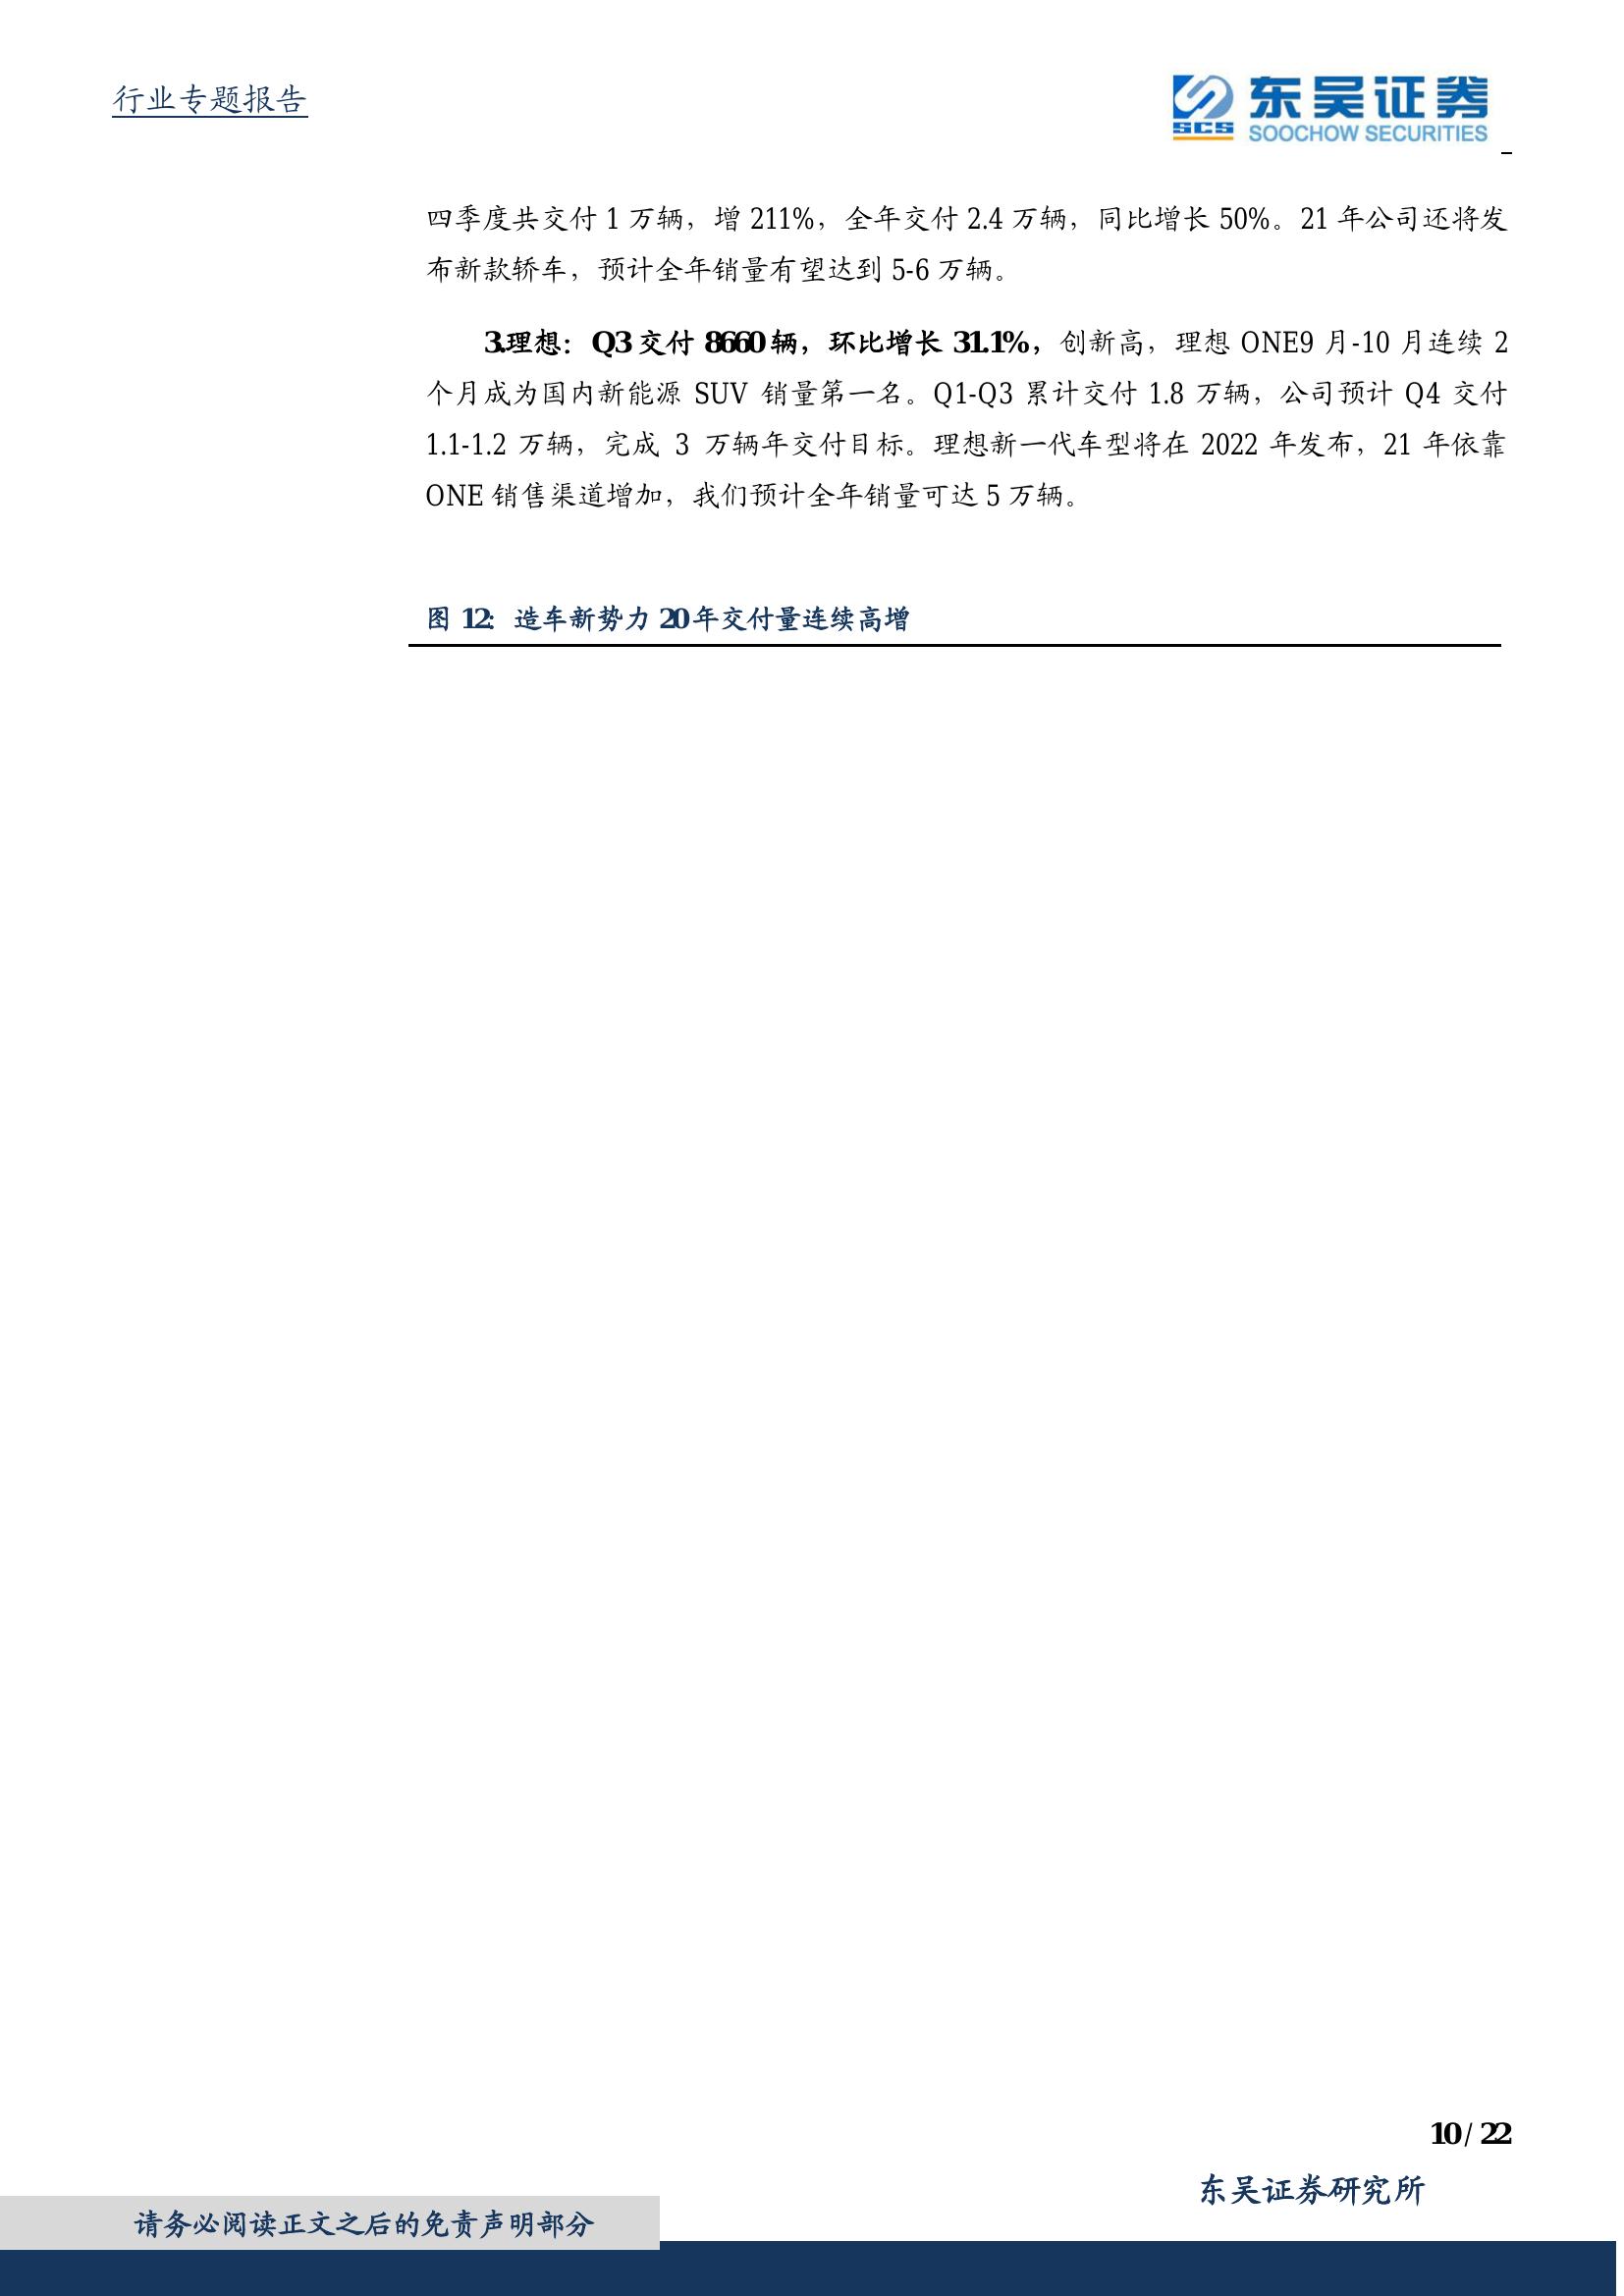 行业专题报告
东吴证券
SCS
SOOCHOW SECURITIES
四季度共交付 1 万辆，增 211%，全年交付 2.4 万辆，同比增长 50%。21 年公司还将发
布新款轿车，预计全年销量有望达到 5-6 万辆。
3.理想：Q3 交付 8660 辆，环比增长 31.1%，创新高，理想 ONE9 月-10 月连续 2
个月成为国内新能源 SUV 销量第一名。Q1-Q3 累计交付 1.8 万辆，公司预计 Q4 交付
1.1-1.2 万辆，完成 3 万辆年交付目标。理想新一代车型将在 2022 年发布，21 年依靠
ONE 销售渠道增加，我们预计全年销量可达 5 万辆。
图 12：造车新势力 20 年交付量连续高增
10 / 22
东吴证券研究所
请务必阅读正文之后的免责声明部分